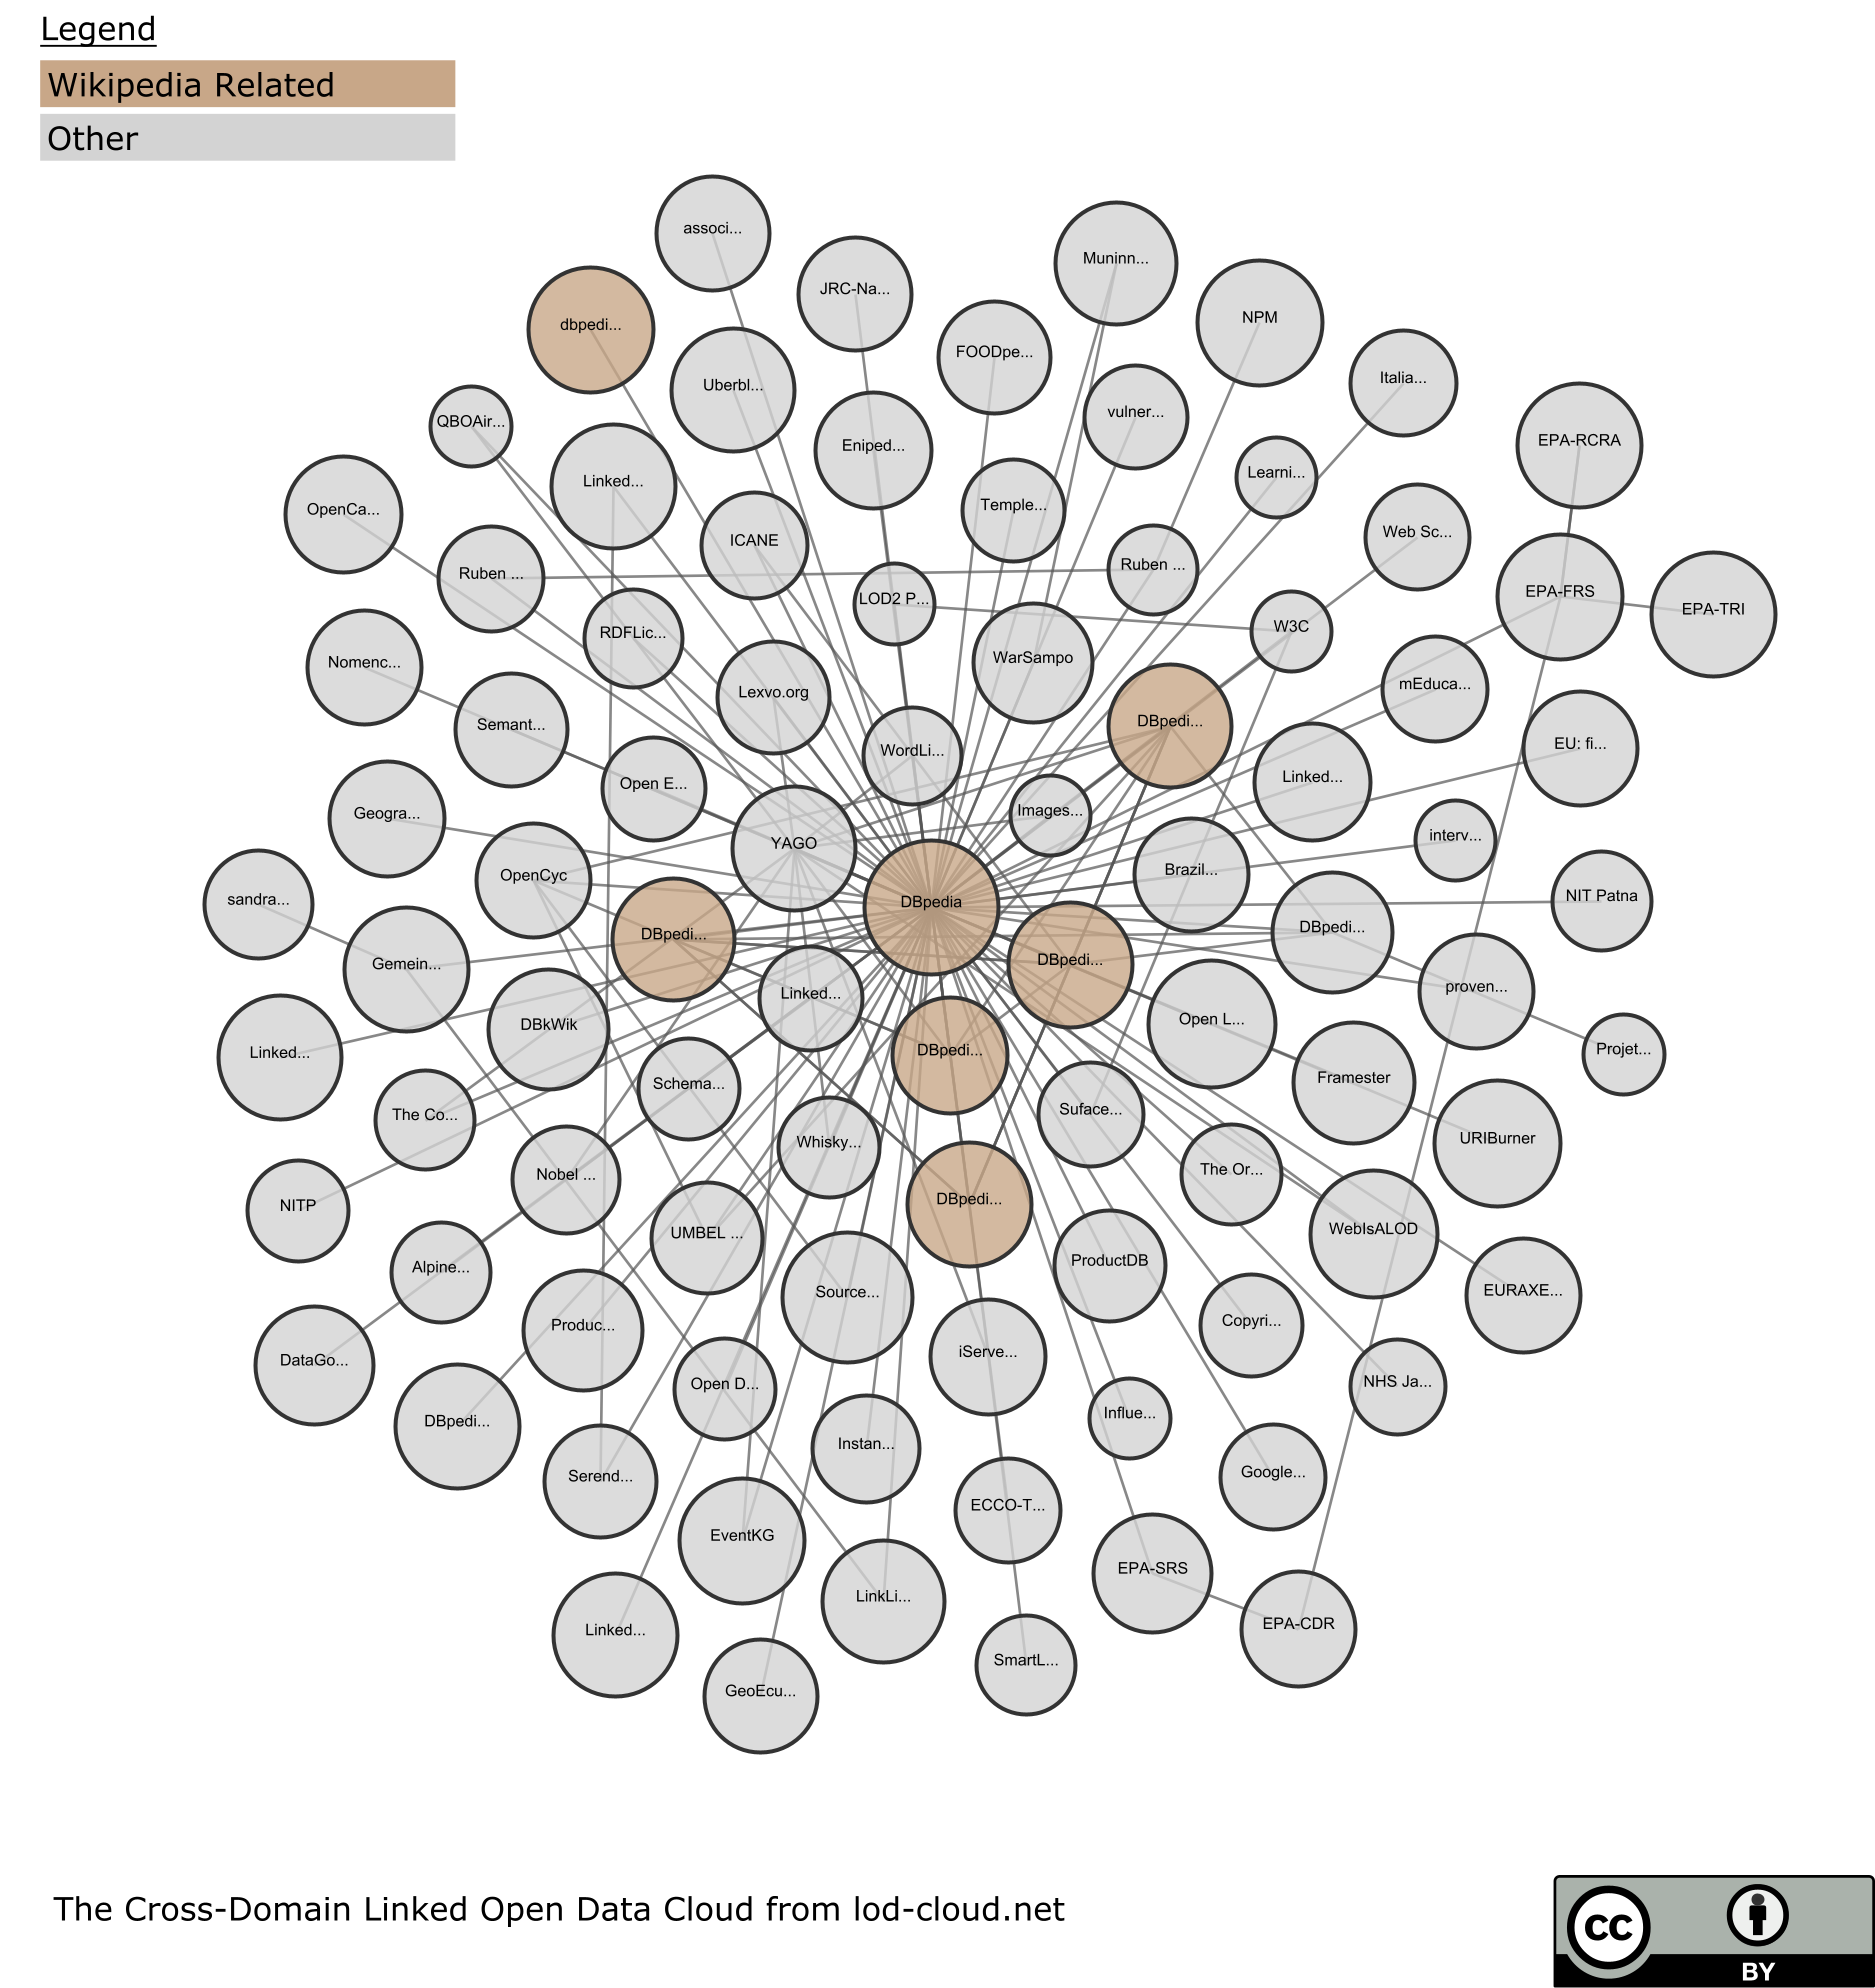 Legend
Wikipedia Related
Other
associ...
Muninn...
JRC-Na...
NPM
dbpedi...
FOODpe...
Italia...
Uberbl...
vulner...
QBOAir...
EPA-RCRA
Eniped...
Learni...
Linked...
Temple...
OpenCa...
Web Sc...
ICANE
Ruben ...
Ruben ...
EPA-FRS
LOD2 P...
EPA-TRI
RDFLic...
W3C
Nomenc...
WarSampo
mEduca...
Lexvo.org
Semant...
DBpedi...
EU: fi...
WordLi...
Linked...
Open E...
Geogra...
Images...
interv...
YAGO
OpenCyc
Brazil...
sandra...
DBpedia
NIT Patna
DBpedi...
DBpedi...
Gemein...
DBpedi...
Linked...
proven...
Open L...
DBkWik
Linked...
DBpedi...
Projet...
Schema...
Framester
The Co...
Suface...
Whisky...
URIBurner
Nobel ...
The Or...
NITP
DBpedi...
UMBEL ...
WebIsALOD
Alpine...
ProductDB
Source...
EURAXE...
Produc...
Copyri...
DataGo...
iServe...
Open D...
NHS Ja...
DBpedi...
Influe...
Instan...
Serend...
Google...
ECCO-T...
EventKG
EPA-SRS
LinkLi...
Linked...
EPA-CDR
SmartL...
GeoEcu...
The Cross-Domain Linked Open Data Cloud from lod-cloud.net
cc
BY